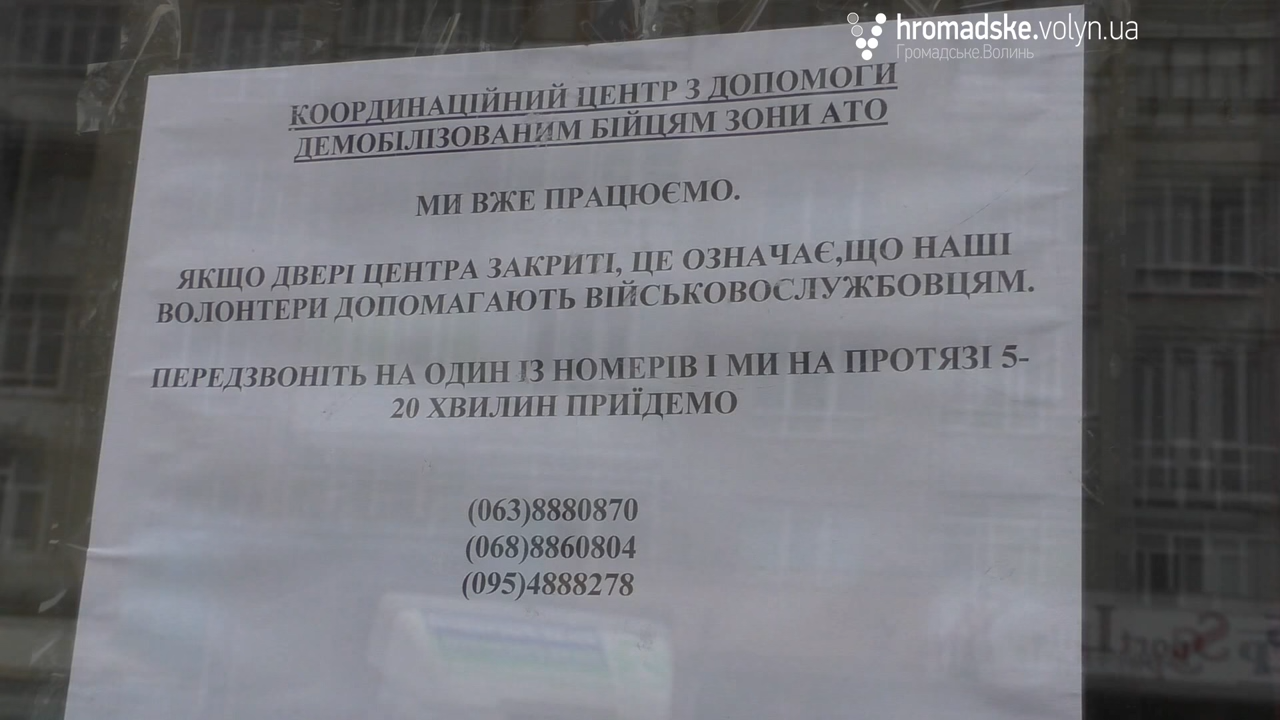 hromadske.volyn.ua
Громадське.Волинь
КООРДИНАЦІЙНИЙ ЦЕНТР З ДОПОМОГИ
ДЕМОБІЛІЗОВАНИМ БІЙЦЯМ ЗОНИ АТО
МИ ВЖЕ ПРАЦЮЄМО.
ЯКЩО ДВЕРІ ЦЕНТРА ЗАКРИТІ, ЦЕ ОЗНАЧАЄ,ЩО НАШІ
ВОЛОНТЕРИ ДОПОМАГАЮТЬ ВІЙСЬКОВОСЛУЖБОВЦЯМ.
ПЕРЕДЗВОНІТЬ НА ОДИН ІЗ НОМЕРІВ І МИ НА ПРОТЯЗІ 5-
20 ХВИЛИН ПРИЇДЕМО
(063)8880870
(068)8860804
(095)4888278